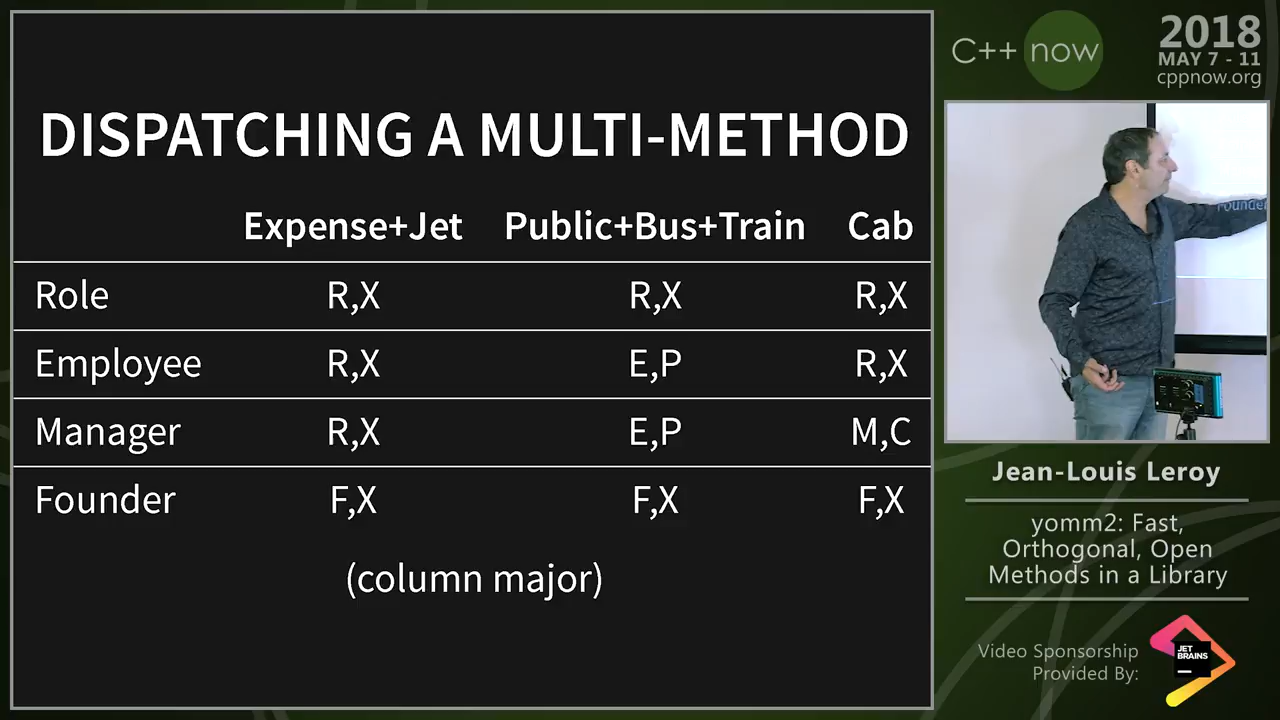 DISPATCHING A MULTI-METHOD
Expense+Jet Public+Bus+Train Cab
Role R,X R,X R,X
Employee R,X E,P R,X
Manager R,X E,P M,C
Founder F,X F,X F,X
(column major)
C++ now
2018
MAY 7 - 11
cppnow.org
Founder
Jean-Louis Leroy
yomm2: Fast,
Orthogonal, Open
Methods in a Library
Video Sponsorship
Provided By:
JET
BRAINS